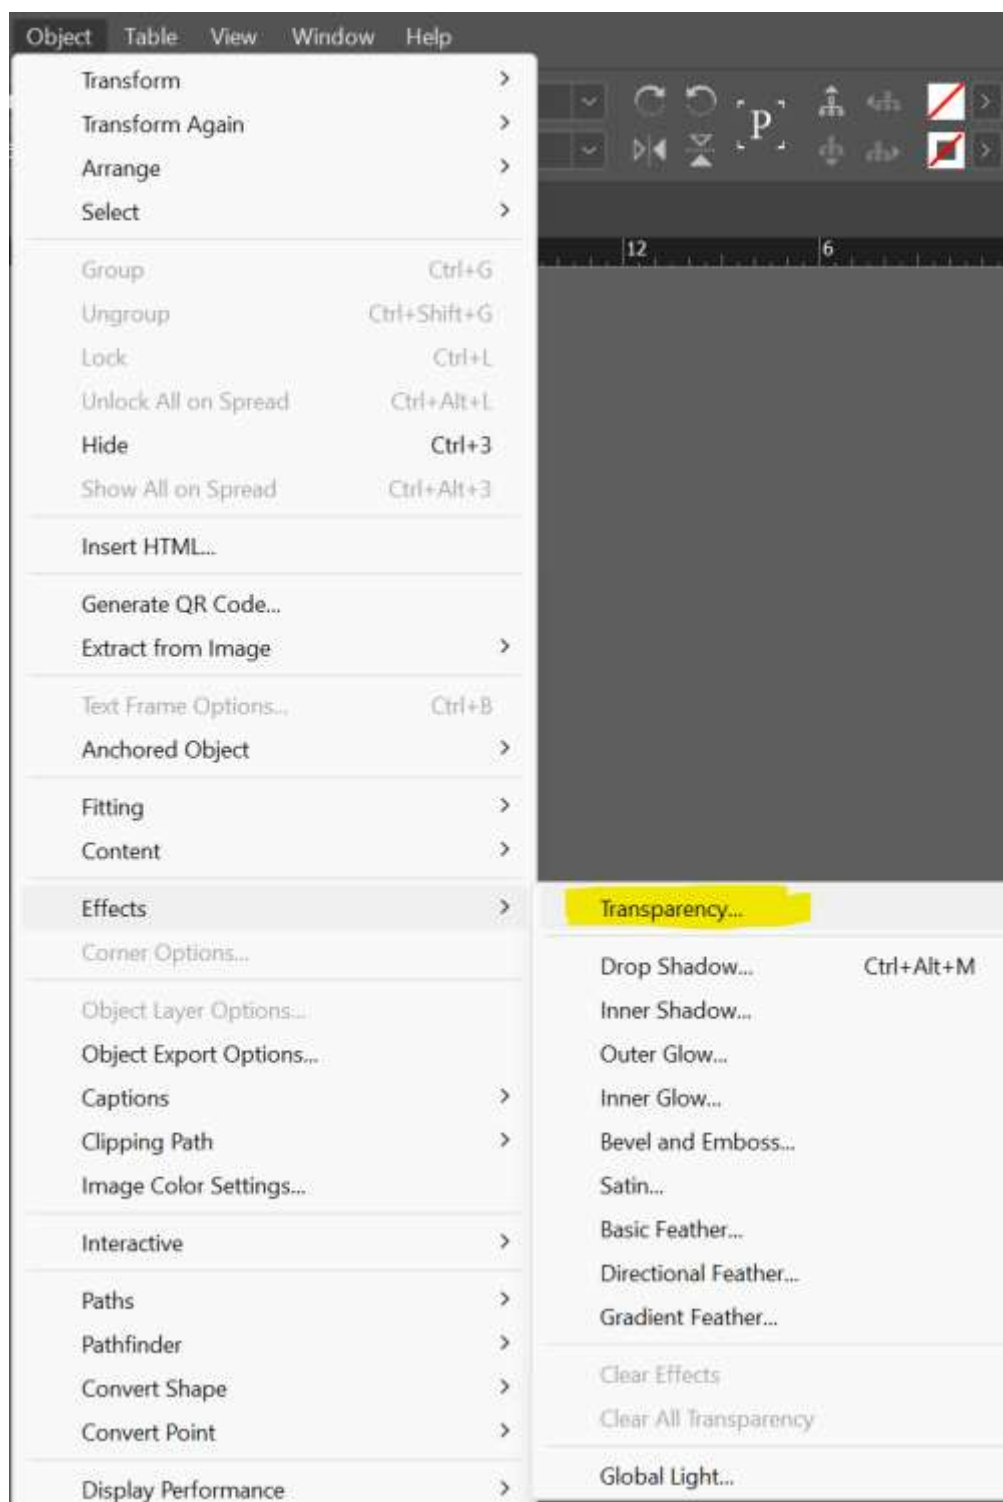 Object Table View Window Help
Transform
Transform Again
Arrange
Select
P
12 6
Group Ctrl+G
Ungroup Ctrl+Shift+G
Lock Ctrl+L
Unlock All on Spread Ctrl+Alt+L
Hide Ctrl+3
Show All on Spread Ctrl+Alt+3
Insert HTML...
Generate QR Code...
Extract from Image
Text Frame Options... Ctrl+B
Anchored Object
Fitting
Content
Effects
Corner Options...
Object Layer Options...
Object Export Options...
Captions
Clipping Path
Image Color Settings...
Interactive
Paths
Pathfinder
Convert Shape
Convert Point
Display Performance
Transparency...
Drop Shadow... Ctrl+Alt+M
Inner Shadow...
Outer Glow...
Inner Glow...
Bevel and Emboss...
Satin...
Basic Feather...
Directional Feather...
Gradient Feather...
Clear Effects
Clear All Transparency
Global Light...